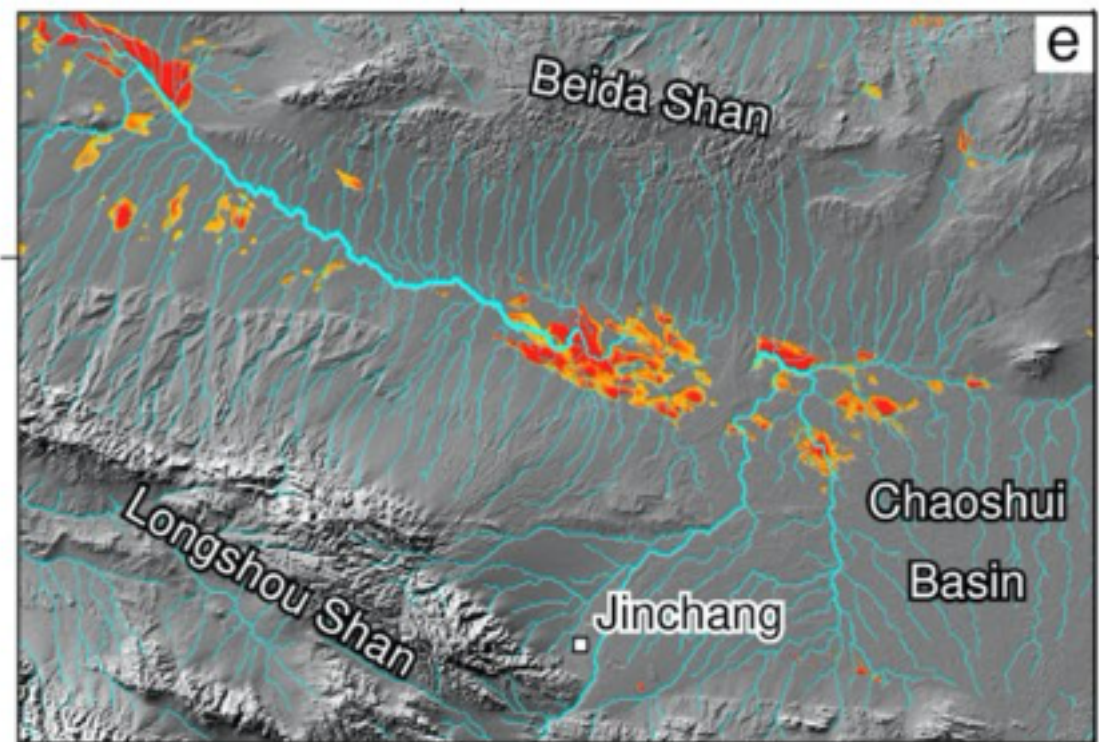 e
Beida Shan
Chaoshui
Basin
Longshou Shan
Jinchang